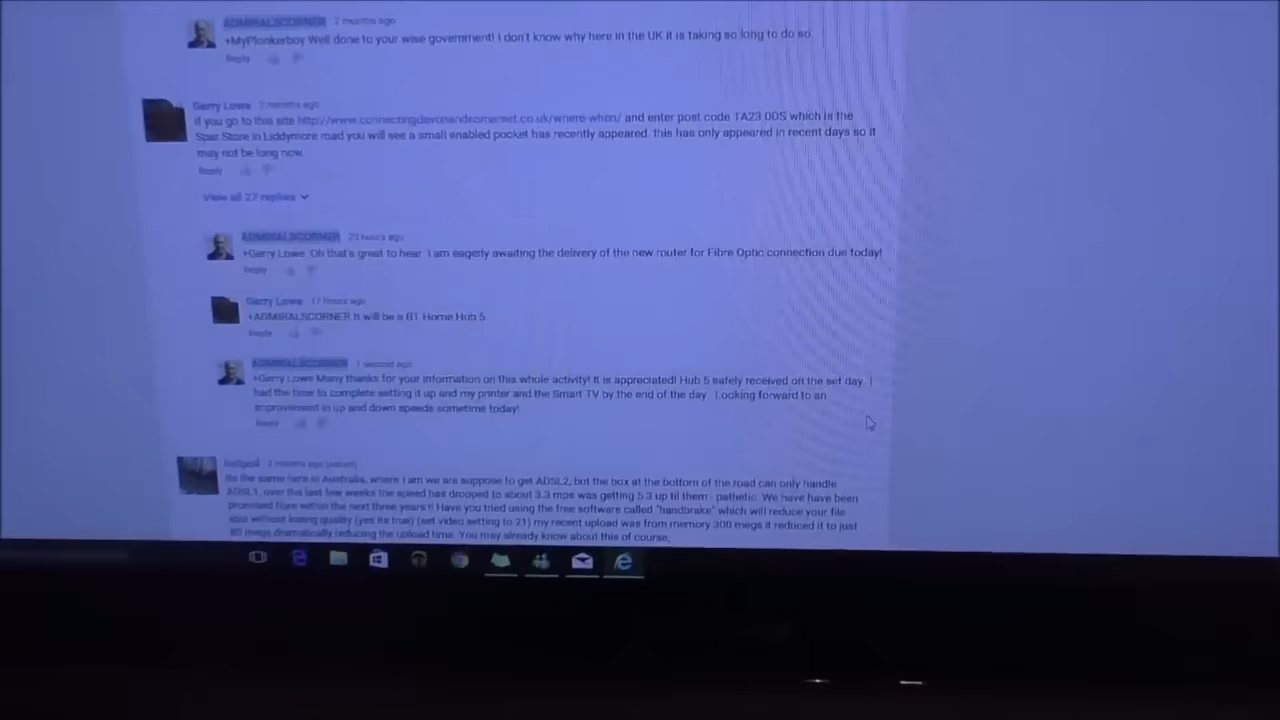 ADMIRALSCORNER 2 months ago
+MyPlonkerboy Well done to your wise government! I don't know why here in the UK it is taking so long to do so.
Reply
Gerry Lowe 2 months ago
if you go to this site http://www.connectingdevonandsomerset.co.uk/where-when/ and enter post code TA23 0DS which is the
Spar Store in Liddymore road you will see a small enabled pocket has recently appeared. this has only appeared in recent days so it
may not be long now.
Reply
View all 27 replies
ADMIRALSCORNER hours ago
+Gerry Lowe Oh that's great to hear. I am eagerly awaiting the delivery of the new router for Fibre Optic connection due today!
Reply
Gerry Lowe 17 hours ago
+ADMIRALSCORNER It will be a BT Home Hub 5
Reply
ADMIRALSCORNER 1 second ago
+Gerry Lowe Many thanks for your information on this whole activity! It is appreciated! Hub 5 safely received on the set day. I
had the time to complete setting it up and my printer and the Smart TV by the end of the day. Looking forward to an
improvement in up and down speeds sometime today!
Reply
2 months ago (edited)
Its the same here in Australia, where I am we are suppose to get ADSL2, but the box at the bottom of the road can only handle
ADSL1, over the last few weeks the speed has dropped to about 3.3 mps was getting 5.3 up til them.. pathetic. We have have been
promised fibre within the next three years!! Have you tried using the free software called "handbrake" which will reduce your file
size without losing quality (yes its true) (set video setting to 21) my recent upload was from memory 300 megs it reduced it to just
80 megs dramatically reducing the upload time. You may already know about this of course,